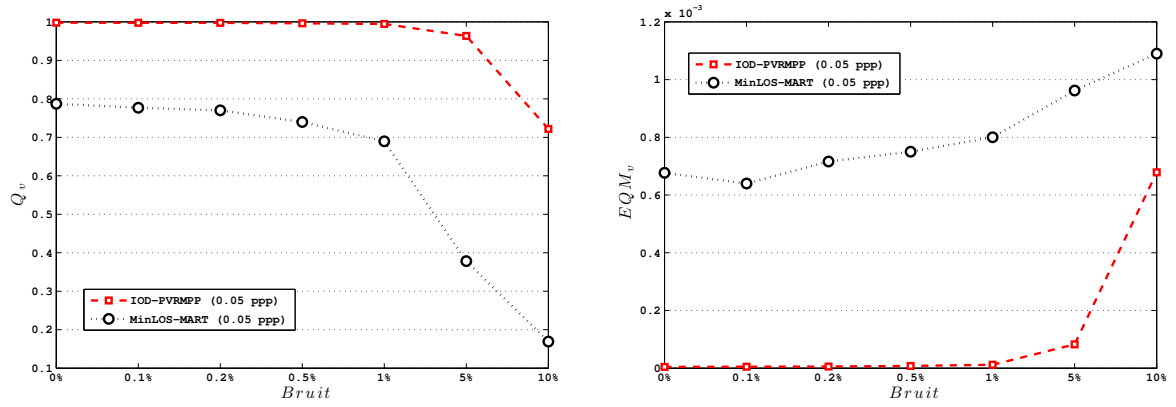 1
0.9
0.8
0.7
0.6
0.5
0.4
0.3
0.2
0.1
Q_v
IOD-PVRMPP (0.05 ppp)
MinLOS-MART (0.05 ppp)
0% 0.1% 0.2% 0.5% 1% 5% 10%
Bruit
x 10⁻³
1.2
1
0.8
0.6
0.4
0.2
0
EQM_v
IOD-PVRMPP (0.05 ppp)
MinLOS-MART (0.05 ppp)
0% 0.1% 0.2% 0.5% 1% 5% 10%
Bruit